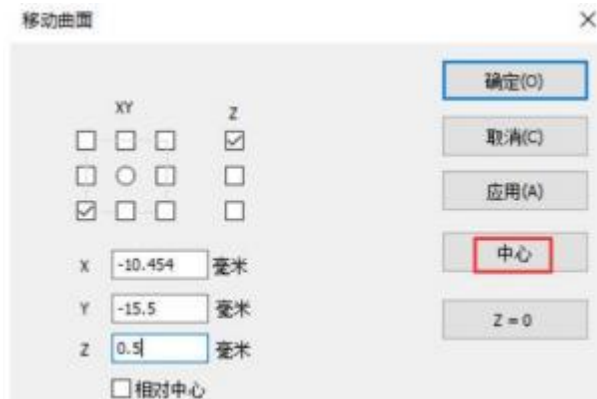 移动曲面
确定(O)
XY
Z
取消(C)
应用(A)
中心
X -10.454 毫米
Y -15.5 毫米
Z = 0
Z 0.5 毫米
相对中心